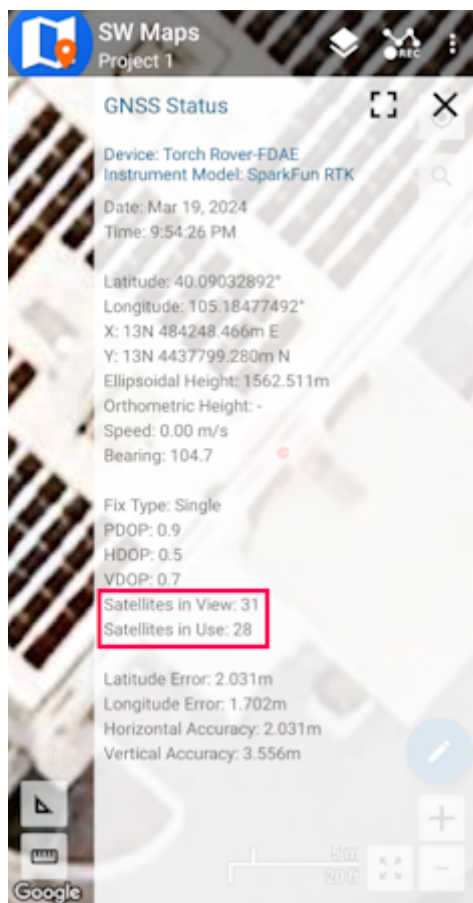 SW Maps
Project 1
REC
GNSS Status
Device: Torch Rover-FDAE
Instrument Model: SparkFun RTK
Date: Mar 19, 2024
Time: 9:54:26 PM
Latitude: 40.09032892°
Longitude: 105.18477492°
X: 13N 484248.466m E
Y: 13N 4437799.280m N
Ellipsoidal Height: 1562.511m
Orthometric Height: -
Speed: 0.00 m/s
Bearing: 104.7
Fix Type: Single
PDOP: 0.9
HDOP: 0.5
VDOP: 0.7
Satellites in View: 31
Satellites in Use: 28
Latitude Error: 2.031m
Longitude Error: 1.702m
Horizontal Accuracy: 2.031m
Vertical Accuracy: 3.556m
5 m
20 ft
Google